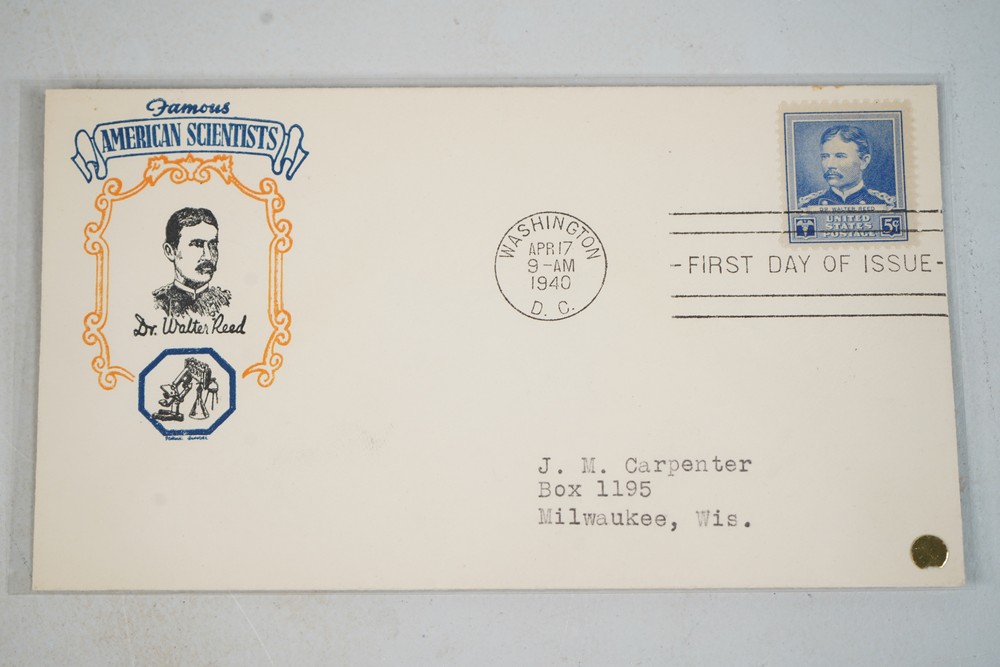 Famous
AMERICAN SCIENTISTS
Dr. Walter Reed
WASHINGTON
APR 17
9-AM
1940
D. C.
DR. WALTER REED
UNITED
STATES
POSTAGE
5¢
-FIRST DAY OF ISSUE-
J. M. Carpenter
Box 1195
Milwaukee, Wis.